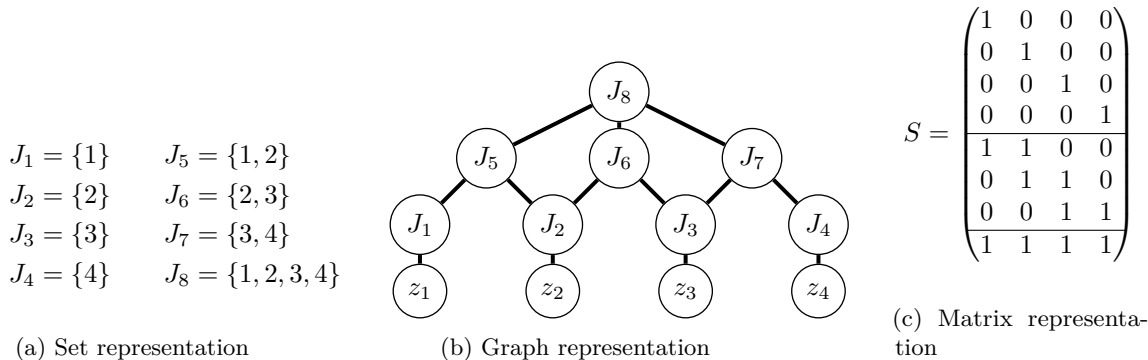 J₁ = {1} J₅ = {1, 2}
J₂ = {2} J₆ = {2, 3}
J₃ = {3} J₇ = {3, 4}
J₄ = {4} J₈ = {1, 2, 3, 4}
(a) Set representation
J₈
J₅ J₆ J₇
J₁ J₂ J₃ J₄
z₁ z₂ z₃ z₄
(b) Graph representation
S =
1 0 0 0
0 1 0 0
0 0 1 0
0 0 0 1
1 1 0 0
0 1 1 0
0 0 1 1
1 1 1 1
(c) Matrix representa-
tion